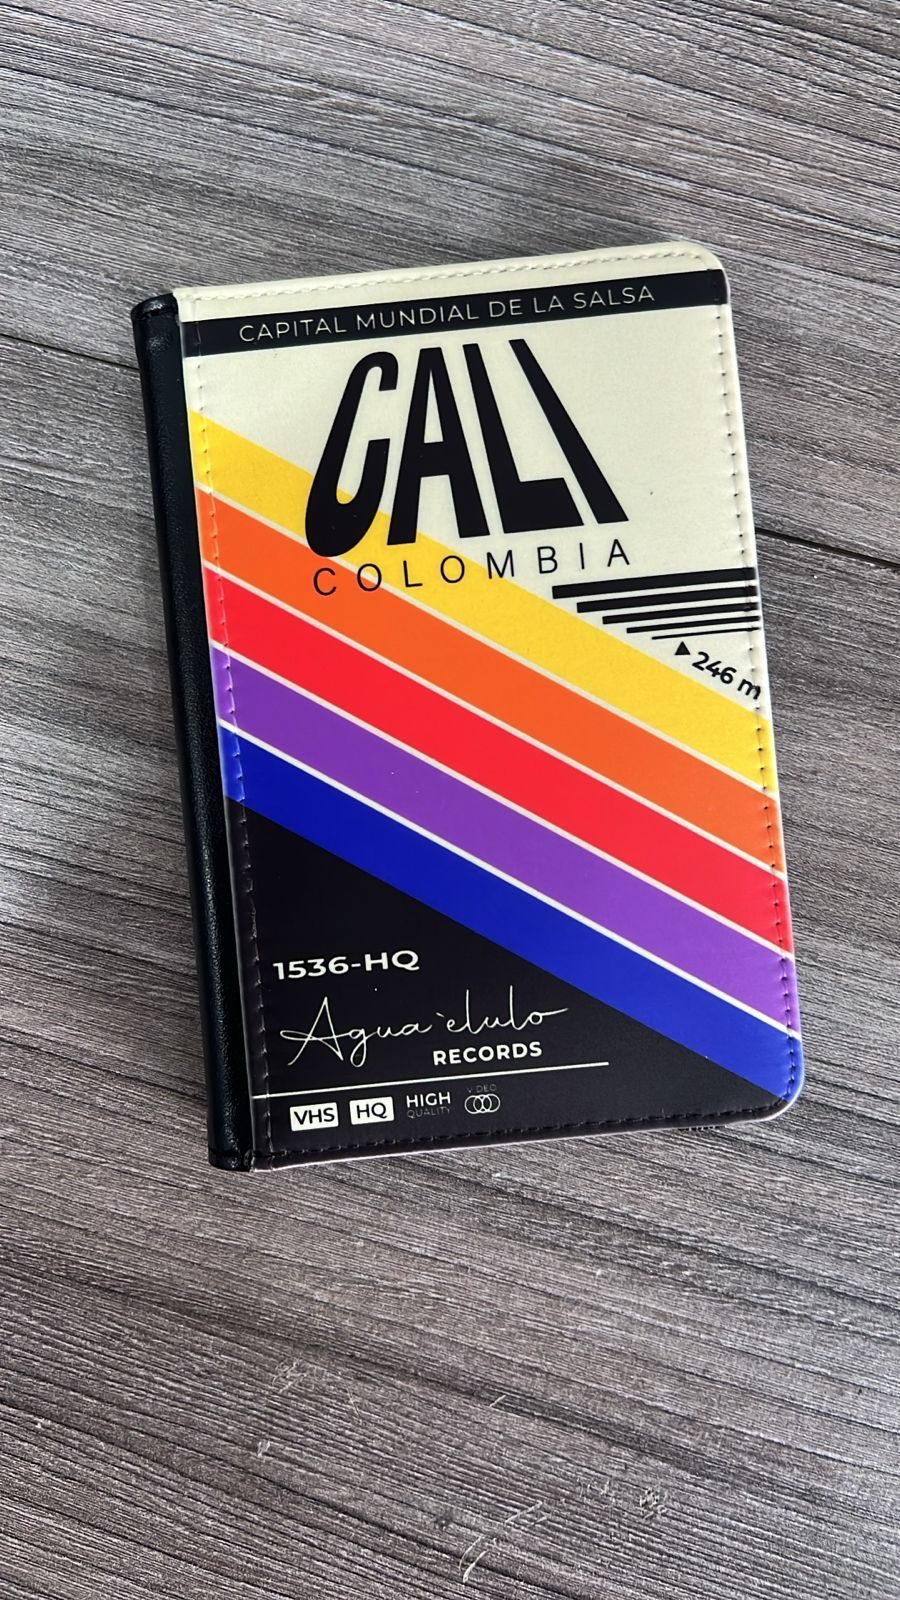 CAPITAL MUNDIAL DE LA SALSA
CALI
COLOMBIA
▲246 m
1536-HQ
Agua`elulo
RECORDS
VHS HQ HIGH QUALITY VIDEO